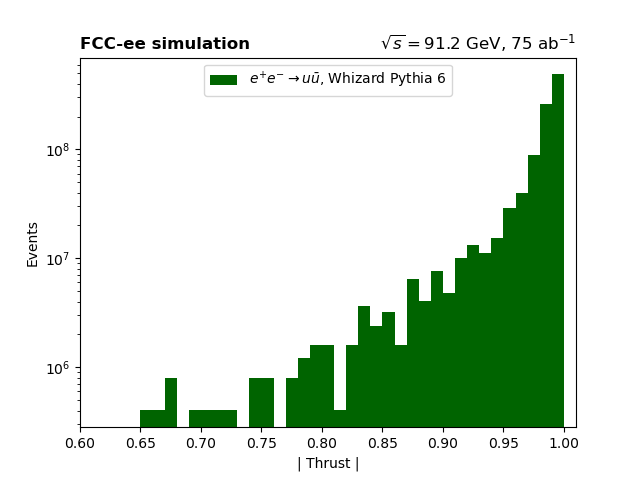 FCC-ee simulation √s = 91.2 GeV, 75 ab⁻¹
e⁺e⁻ → uū, Whizard Pythia 6
10⁸
10⁷
10⁶
Events
0.60 0.65 0.70 0.75 0.80 0.85 0.90 0.95 1.00
| Thrust |